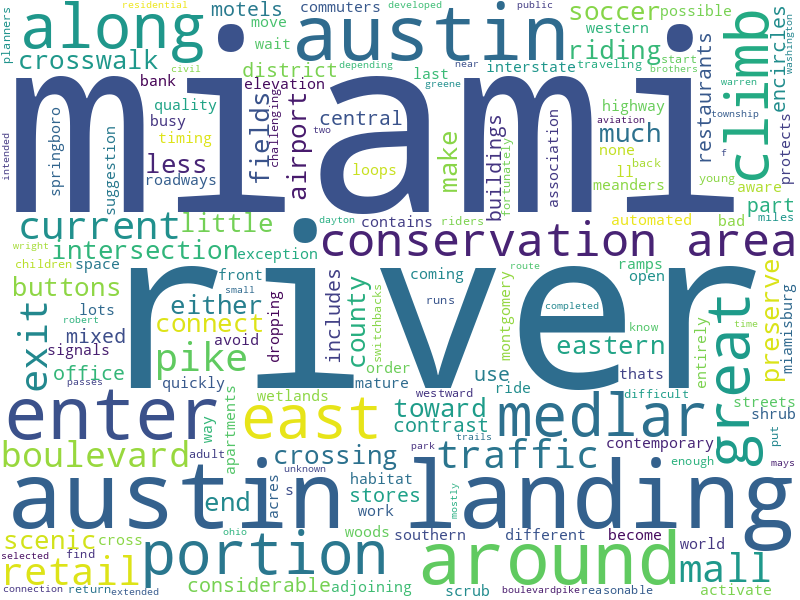 planners residential developed public
along motels commuters soccer possible
move austin western climb encircles
crosswalk wait riding restaurants washington
district interstate traveling start brothers
miami
bank elevation last near warren
intended springboro suggestion quality busy timing fields challenging airport two central highway depending greene township protects
civil loops buildings association much none aviation f
less make fortunately ll back young part
roadways meanders aware miles
current little dayton contains riders automated bad
wright intersection exception conservation area
children space front coming route ramps open preserve miamisburg
buttons small river completed know time
exit lots either dropping includes county switchbacks runs montgomery eastern entirely great
robert mixed connect avoid order thats
signals office pike
passes quickly mature westward use ride difficult streets shrub
enter way apartments east wetlands toward contrast medlar put
adult park trails contemporary enough mays
boulevard crossing traffic
unknown
austin landing
end s acres habitat stores mostly
work woods southern different become world
scenic cross ohio portion around mall
selected find
retail considerable adjoining scrub activate
connection return extended boulevardpike reasonable